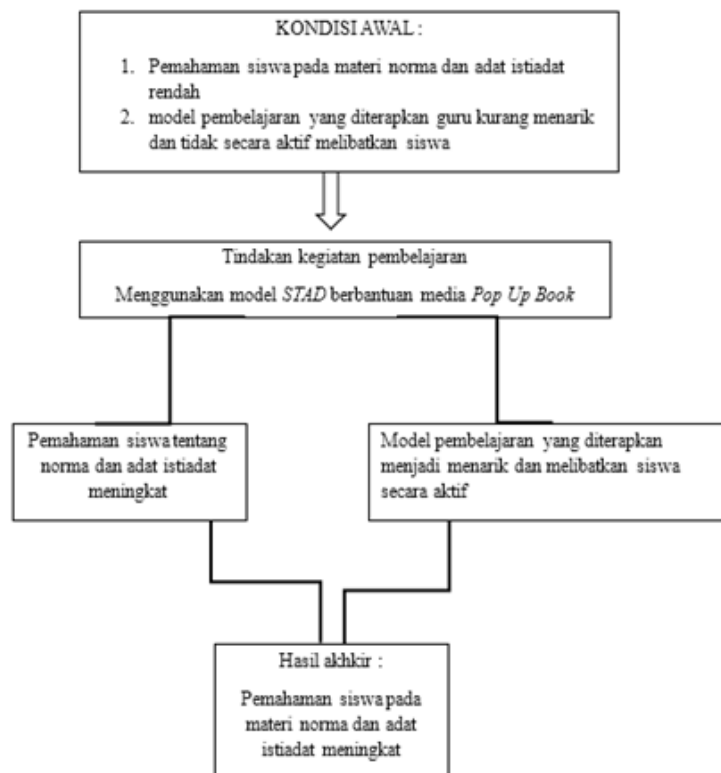 KONDISI AWAL :
1. Pemahaman siswa pada materi norma dan adat istiadat
rendah
2. model pembelajaran yang diterapkan guru kurang menarik
dan tidak secara aktif melibatkan siswa
Tindakan kegiatan pembelajaran
Menggunakan model STAD berbantuan media Pop Up Book
Pemahaman siswa tentang
norma dan adat istiadat
meningkat
Model pembelajaran yang diterapkan
menjadi menarik dan melibatkan siswa
secara aktif
Hasil akhkir :
Pemahaman siswa pada
materi norma dan adat
istiadat meningkat